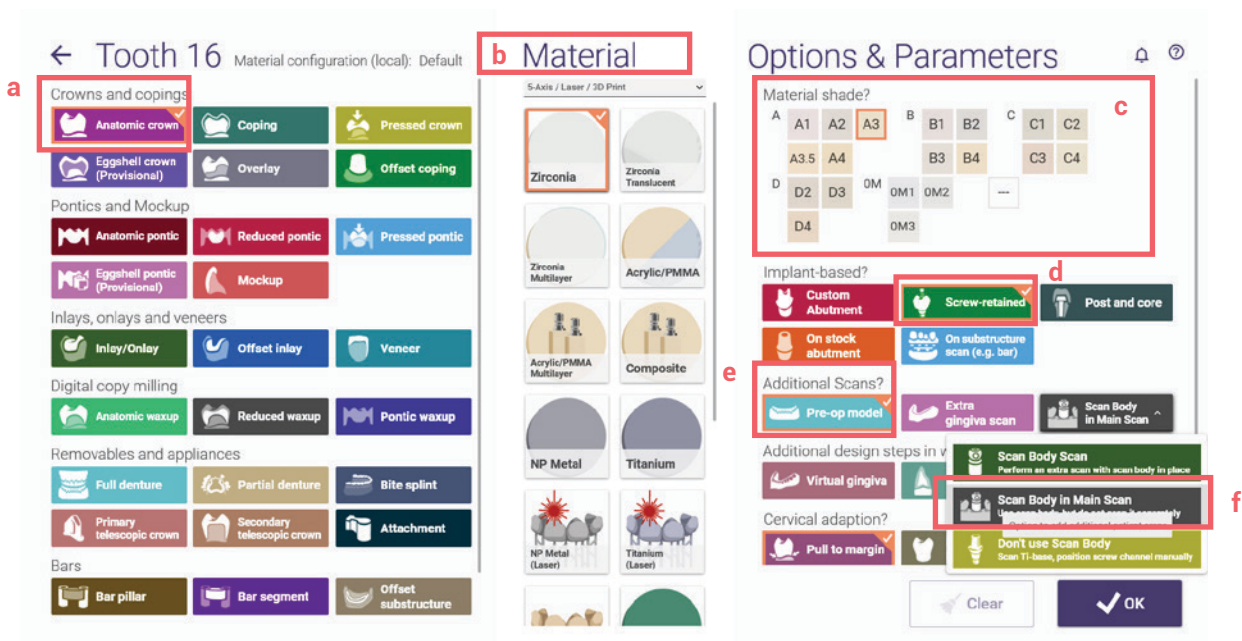 Tooth 16 Material configuration (local): Default
a
Crowns and copings
Anatomic crown
Coping
Pressed crown
Eggshell crown
(Provisional)
Overlay
Offset coping
Pontics and Mockup
Anatomic pontic
Reduced pontic
Pressed pontic
Eggshell pontic
(Provisional)
Mockup
Inlays, onlays and veneers
Inlay/Onlay
Offset inlay
Veneer
Digital copy milling
Anatomic waxup
Reduced waxup
Pontic waxup
Removables and appliances
Full denture
Partial denture
Bite splint
Primary
telescopic crown
Secondary
telescopic crown
Attachment
Bars
Bar pillar
Bar segment
Offset
substructure
b
Material
5-Axis / Laser / 3D Print
Zirconia
Zirconia
Translucent
Zirconia
Multilayer
Acrylic/PMMA
Acrylic/PMMA
Multilayer
Composite
NP Metal
Titanium
NP Metal
(Laser)
Titanium
(Laser)
Options & Parameters
?
Material shade?
c
A A1 A2 A3 B B1 B2 C C1 C2
A3.5 A4 B3 B4 C3 C4
D D2 D3 0M 0M1 0M2 ---
D4 0M3
Implant-based?
d
Custom
Abutment
Screw-retained
Post and core
On stock
abutment
On substructure
scan (e.g. bar)
e
Additional Scans?
Pre-op model
Extra
gingiva scan
Scan Body
in Main Scan
Additional design steps in
Virtual gingiva
Scan Body Scan
Perform an extra scan with scan body in place
f
Scan Body in Main Scan
Use scan body, but do not scan it separately
Don't use Scan Body
Scan Ti-base, position screw channel manually
Cervical adaption?
Pull to margin
Clear
OK